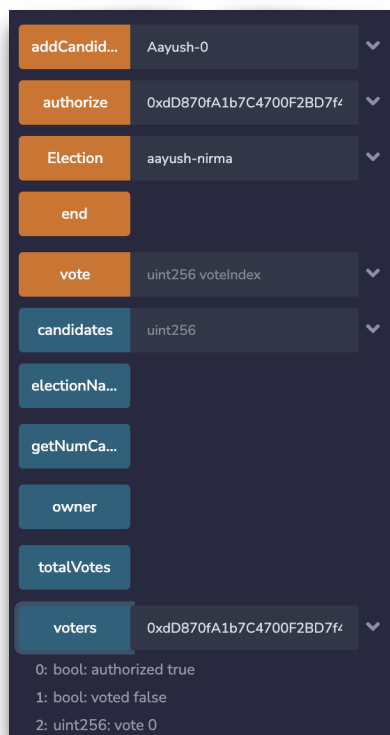 addCandid... Aayush-0
authorize 0xdD870fA1b7C4700F2BD7f4
Election aayush-nirma
end
vote uint256 voteIndex
candidates uint256
electionNa...
getNumCa...
owner
totalVotes
voters 0xdD870fA1b7C4700F2BD7f4
0: bool: authorized true
1: bool: voted false
2: uint256: vote 0